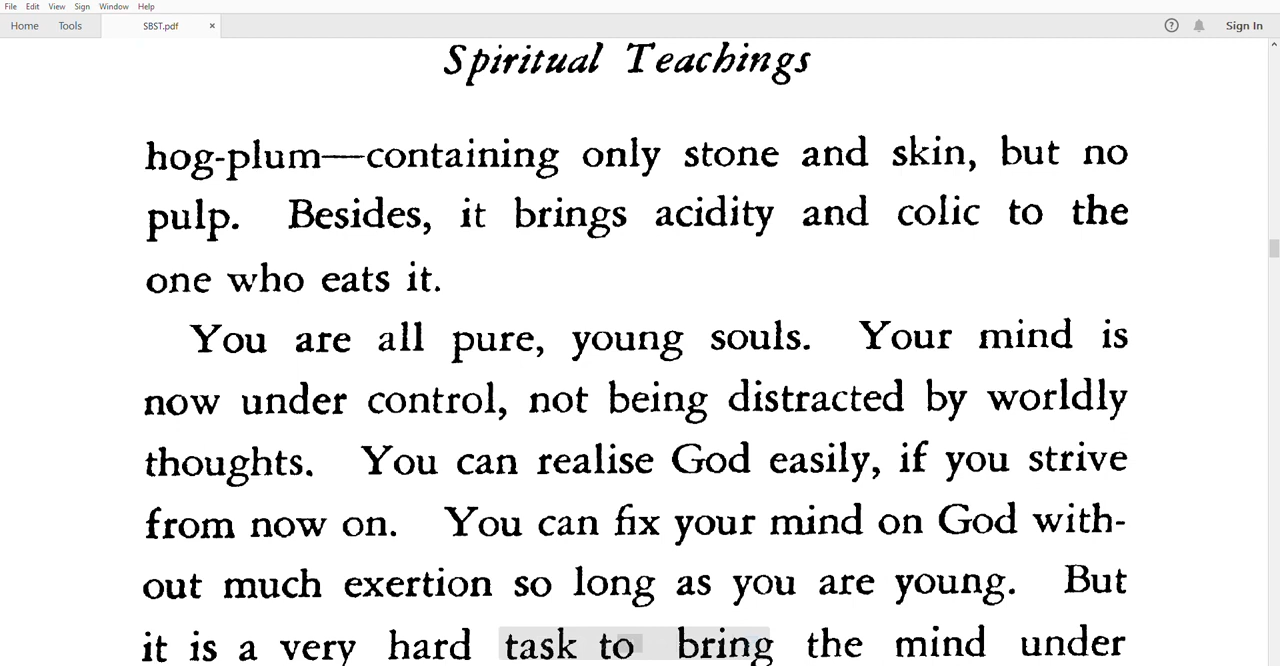 File Edit View Sign Window Help
Home Tools SBST.pdf × ? Sign In
Spiritual Teachings
hog-plum—containing only stone and skin, but no
pulp. Besides, it brings acidity and colic to the
one who eats it.
You are all pure, young souls. Your mind is
now under control, not being distracted by worldly
thoughts. You can realise God easily, if you strive
from now on. You can fix your mind on God with-
out much exertion so long as you are young. But
it is a very hard task to bring the mind under